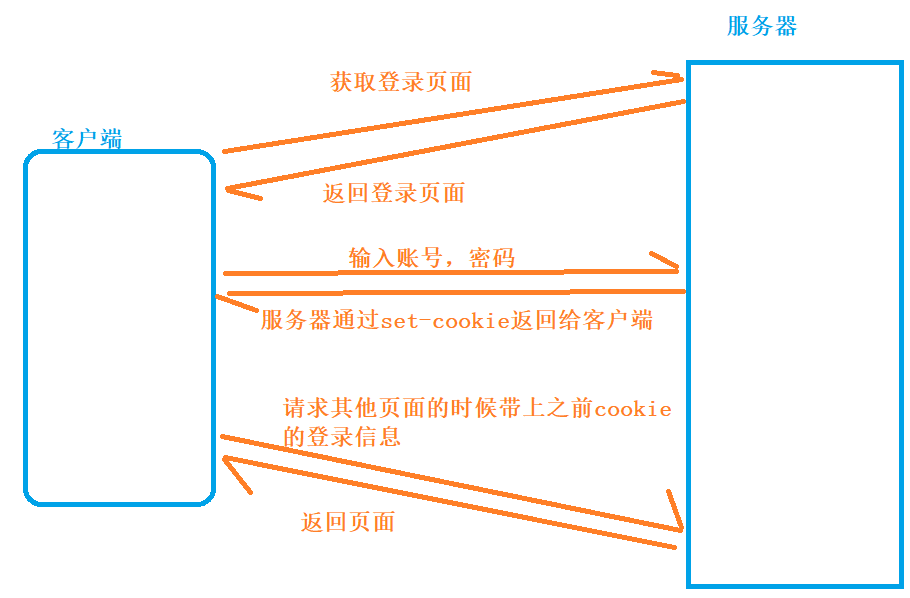 服务器
获取登录页面
客户端
返回登录页面
输入账号，密码
服务器通过set-cookie返回给客户端
请求其他页面的时候带上之前cookie
的登录信息
返回页面